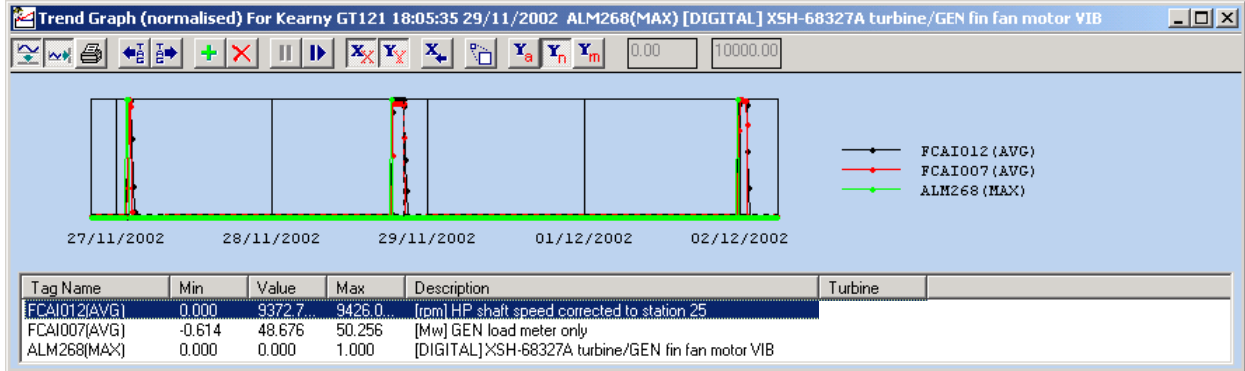 Trend Graph (normalised) For Kearny GT121 18:05:35 29/11/2002 ALM268(MAX) [DIGITAL] XSH-68327A turbine/GEN fin fan motor VIB
XX YY X Ya Yn Ym 0.00 10000.00
FCAI012(AVG)
FCAI007(AVG)
ALM268(MAX)
27/11/2002 28/11/2002 29/11/2002 01/12/2002 02/12/2002
Tag Name Min Value Max Description Turbine
FCAI012(AVG) 0.000 9372.7... 9426.0... [rpm] HP shaft speed corrected to station 25
FCAI007(AVG) -0.614 48.676 50.256 [Mw] GEN load meter only
ALM268(MAX) 0.000 0.000 1.000 [DIGITAL] XSH-68327A turbine/GEN fin fan motor VIB